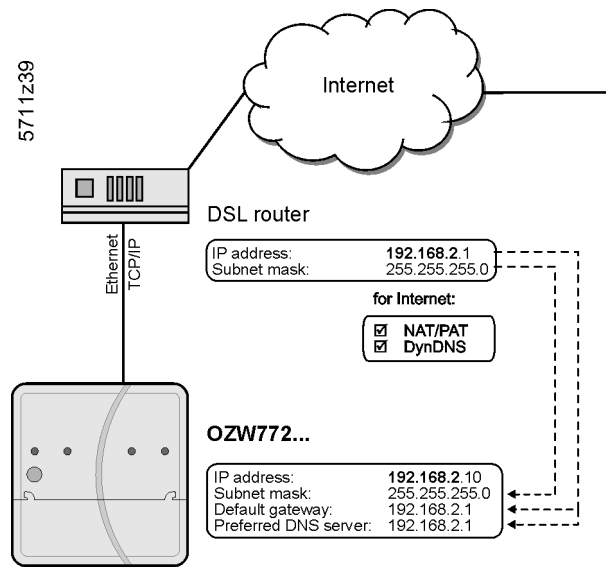 5711z39
Internet
DSL router
Ethernet
TCP/IP
IP address: 192.168.2.1
Subnet mask: 255.255.255.0
for Internet:
NAT/PAT
DynDNS
OZW772...
IP address: 192.168.2.10
Subnet mask: 255.255.255.0
Default gateway: 192.168.2.1
Preferred DNS server: 192.168.2.1